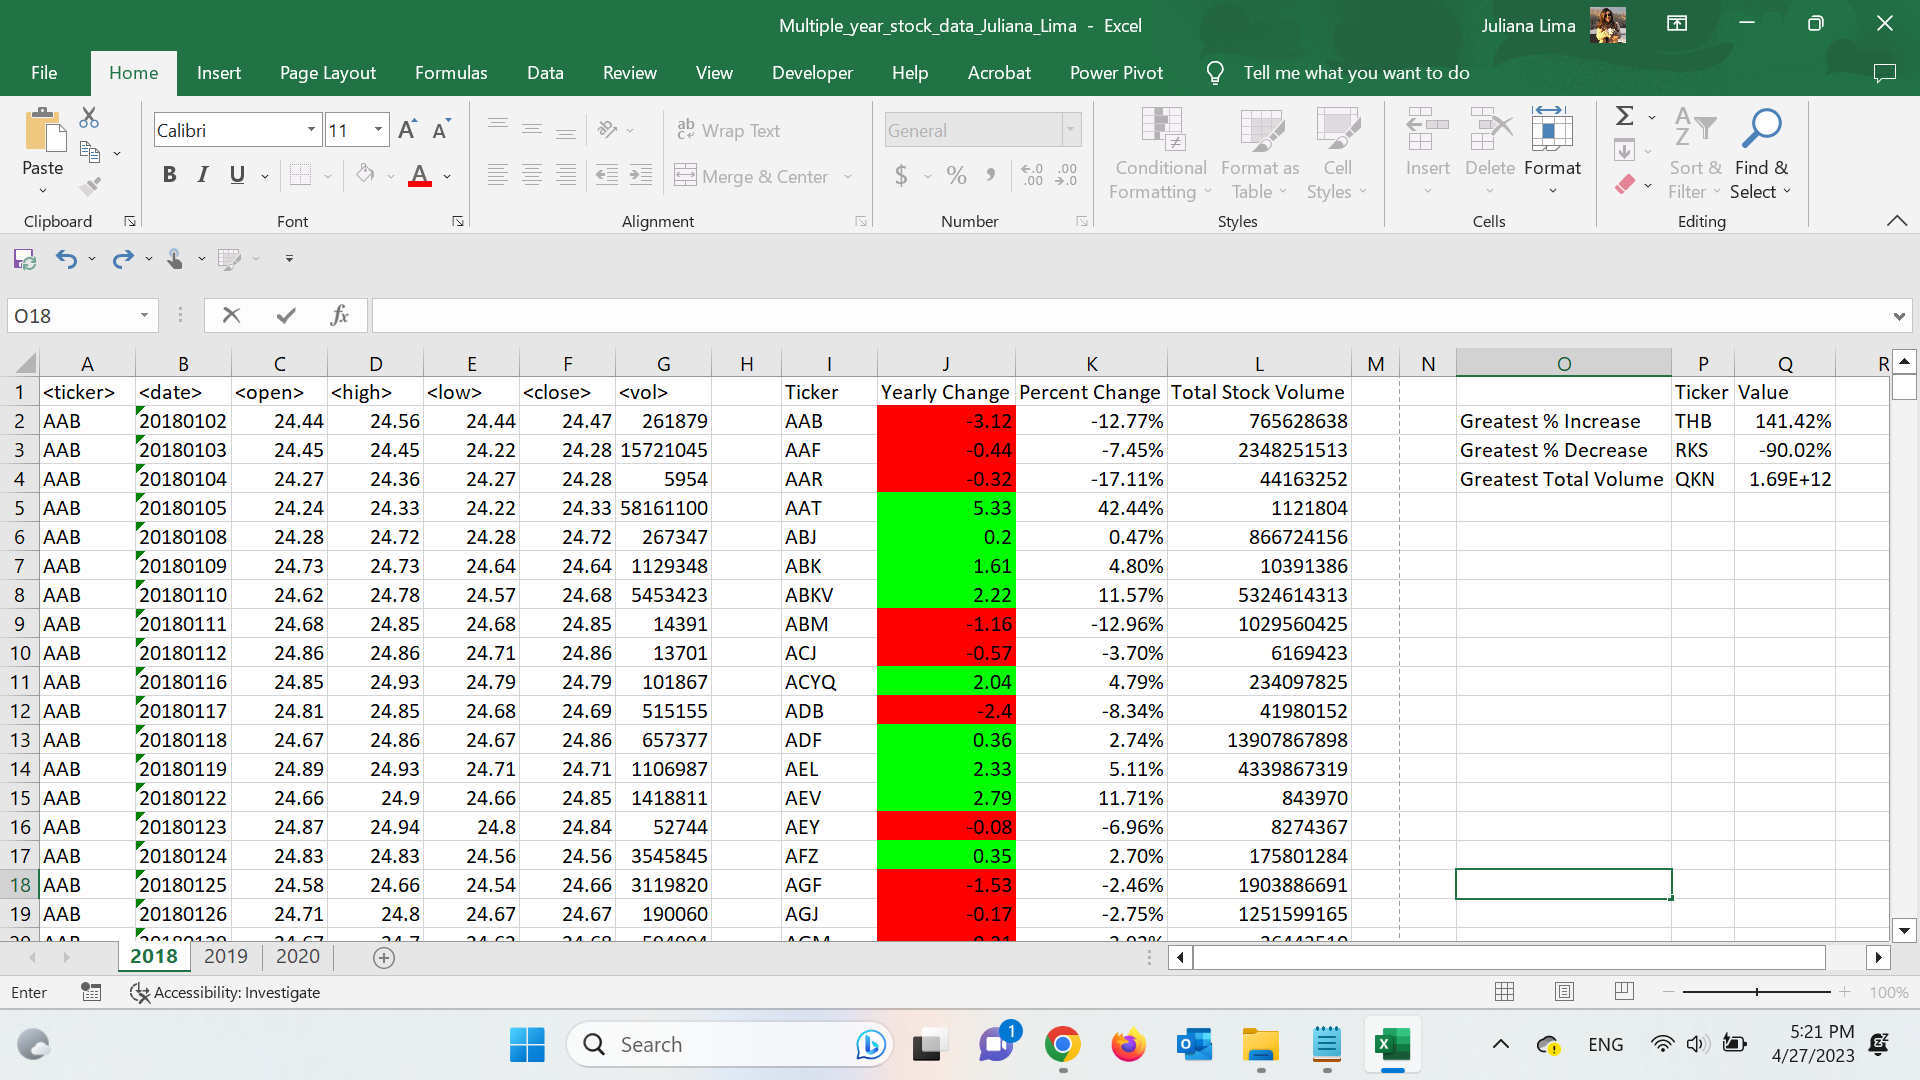 Multiple_year_stock_data_Juliana_Lima - Excel
Juliana Lima
File Home Insert Page Layout Formulas Data Review View Developer Help Acrobat Power Pivot Tell me what you want to do
Calibri 11 Wrap Text General
Paste Conditional Format as Cell Insert Delete Format Sort & Find &
B I U A Merge & Center $ % Formatting Table Styles Filter Select
Clipboard Font Alignment Number Styles Cells Editing
O18 fx
A B C D E F G H I J K L M N O P Q R
1 <ticker> <date> <open> <high> <low> <close> <vol> Ticker Yearly Change Percent Change Total Stock Volume Ticker Value
2 AAB 20180102 24.44 24.56 24.44 24.47 261879 AAB -3.12 -12.77% 765628638 Greatest % Increase THB 141.42%
3 AAB 20180103 24.45 24.45 24.22 24.28 15721045 AAF -0.44 -7.45% 2348251513 Greatest % Decrease RKS -90.02%
4 AAB 20180104 24.27 24.36 24.27 24.28 5954 AAR -0.32 -17.11% 44163252 Greatest Total Volume QKN 1.69E+12
5 AAB 20180105 24.24 24.33 24.22 24.33 58161100 AAT 5.33 42.44% 1121804
6 AAB 20180108 24.28 24.72 24.28 24.72 267347 ABJ 0.2 0.47% 866724156
7 AAB 20180109 24.73 24.73 24.64 24.64 1129348 ABK 1.61 4.80% 10391386
8 AAB 20180110 24.62 24.78 24.57 24.68 5453423 ABKV 2.22 11.57% 5324614313
9 AAB 20180111 24.68 24.85 24.68 24.85 14391 ABM -1.16 -12.96% 1029560425
10 AAB 20180112 24.86 24.86 24.71 24.86 13701 ACJ -0.57 -3.70% 6169423
11 AAB 20180116 24.85 24.93 24.79 24.79 101867 ACYQ 2.04 4.79% 234097825
12 AAB 20180117 24.81 24.85 24.68 24.69 515155 ADB -2.4 -8.34% 41980152
13 AAB 20180118 24.67 24.86 24.67 24.86 657377 ADF 0.36 2.74% 13907867898
14 AAB 20180119 24.89 24.93 24.71 24.71 1106987 AEL 2.33 5.11% 4339867319
15 AAB 20180122 24.66 24.9 24.66 24.85 1418811 AEV 2.79 11.71% 843970
16 AAB 20180123 24.87 24.94 24.8 24.84 52744 AEY -0.08 -6.96% 8274367
17 AAB 20180124 24.83 24.83 24.56 24.56 3545845 AFZ 0.35 2.70% 175801284
18 AAB 20180125 24.58 24.66 24.54 24.66 3119820 AGF -1.53 -2.46% 1903886691
19 AAB 20180126 24.71 24.8 24.67 24.67 190060 AGJ -0.17 -2.75% 1251599165
2018 2019 2020
Enter Accessibility: Investigate 100%
Search 1 ENG 5:21 PM
4/27/2023